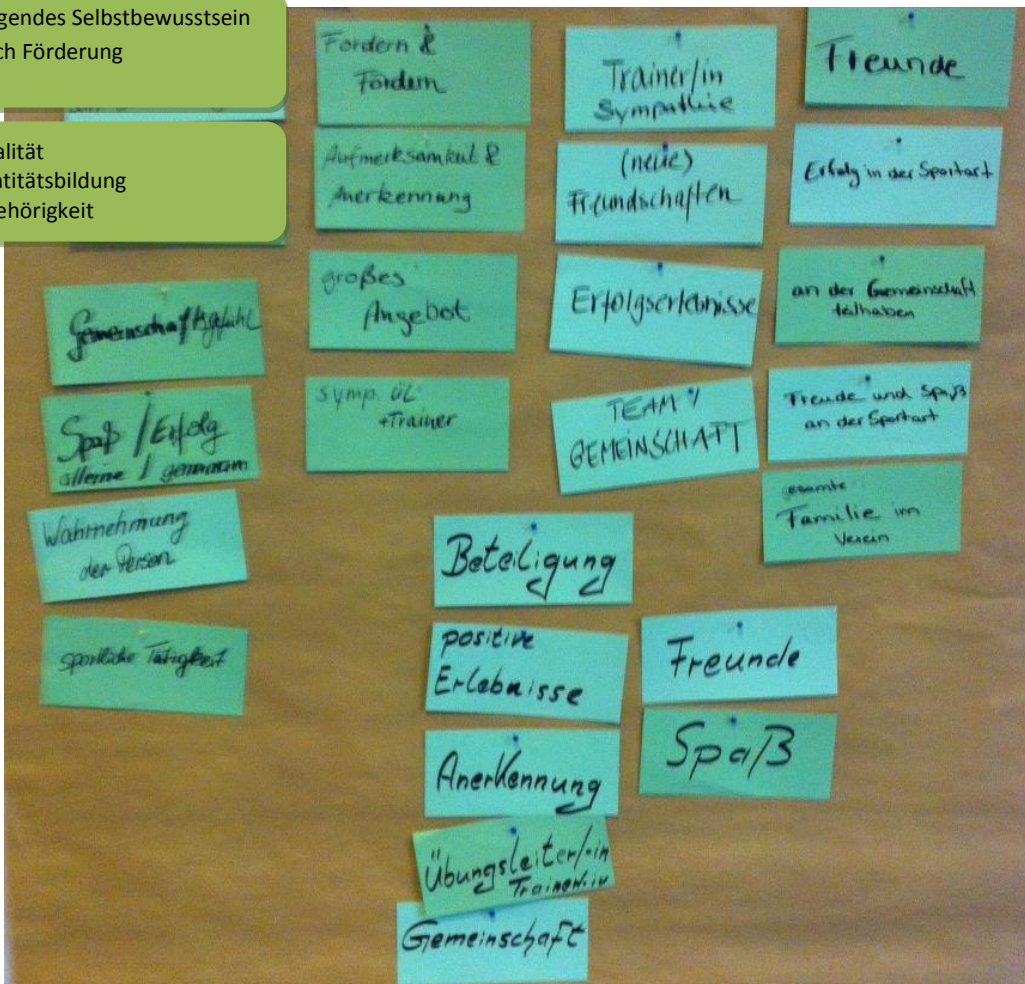 gendes Selbstbewusstsein
ch Förderung
alität
ntitätsbildung
ehörigkeit
Gemeinschaftsgefühl
Spaß / Erfolg
alleine / gemeinsam
Wahrnehmung
der Person
sportliche Tätigkeit
Fordern &
Fördern
Aufmerksamkeit &
Anerkennung
großes
Angebot
symp. ÜL
+Trainer
Trainer/in
Sympathie
(neue)
Freundschaften
Erfolgserlebnisse
TEAM /
GEMEINSCHAFT
Freunde
Erfolg in der Sportart
an der Gemeinschaft
teilhaben
Freude und Spaß
an der Sportart
gesamte
Familie im
Verein
Beteiligung
positive
Erlebnisse
Anerkennung
Übungsleiter/-in
Trainer/-in
Gemeinschaft
Freunde
Spaß